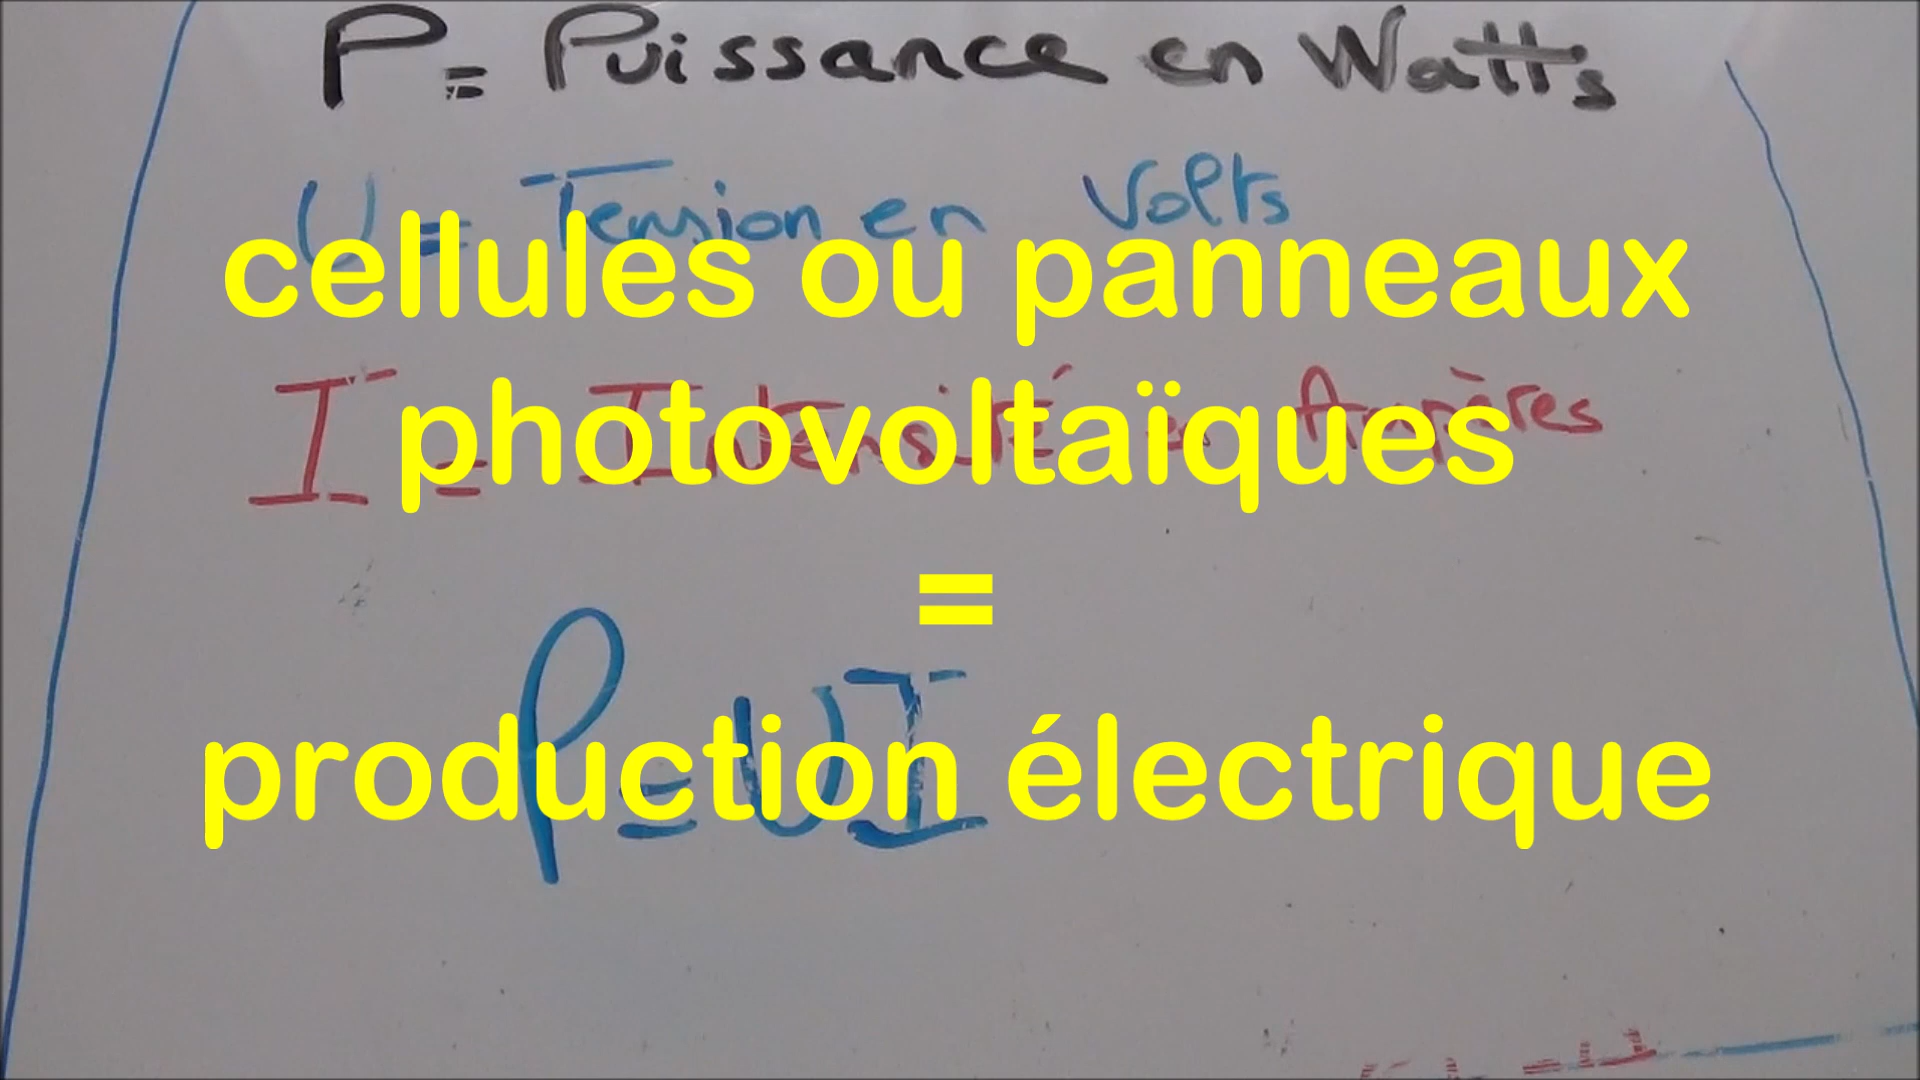 P = Puissance en Watts
U = Tension en Volts
cellules ou panneaux
I = Intensité en Ampères
photovoltaïques
=
P = UI
production électrique